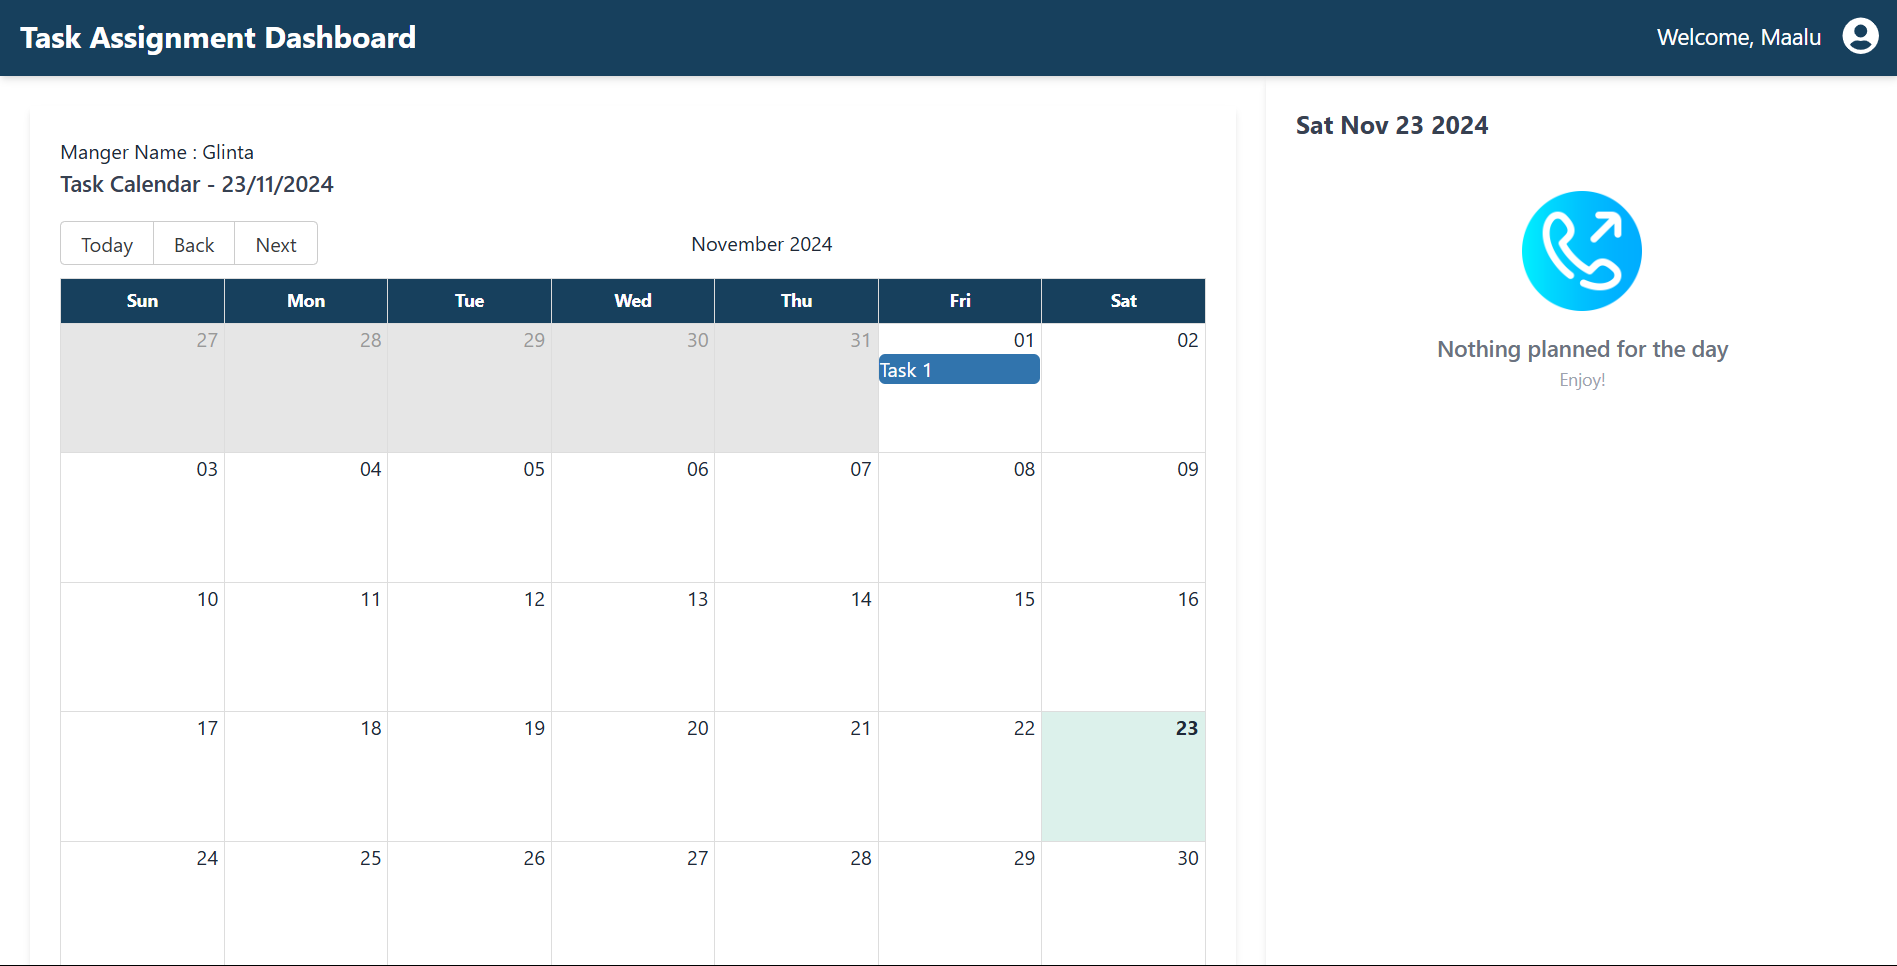 Task Assignment Dashboard
Welcome, Maalu
Manger Name : Glinta
Task Calendar - 23/11/2024
Today Back Next
November 2024
Sun Mon Tue Wed Thu Fri Sat
27 28 29 30 31 01 02
Task 1
03 04 05 06 07 08 09
10 11 12 13 14 15 16
17 18 19 20 21 22 23
24 25 26 27 28 29 30
Sat Nov 23 2024
Nothing planned for the day
Enjoy!